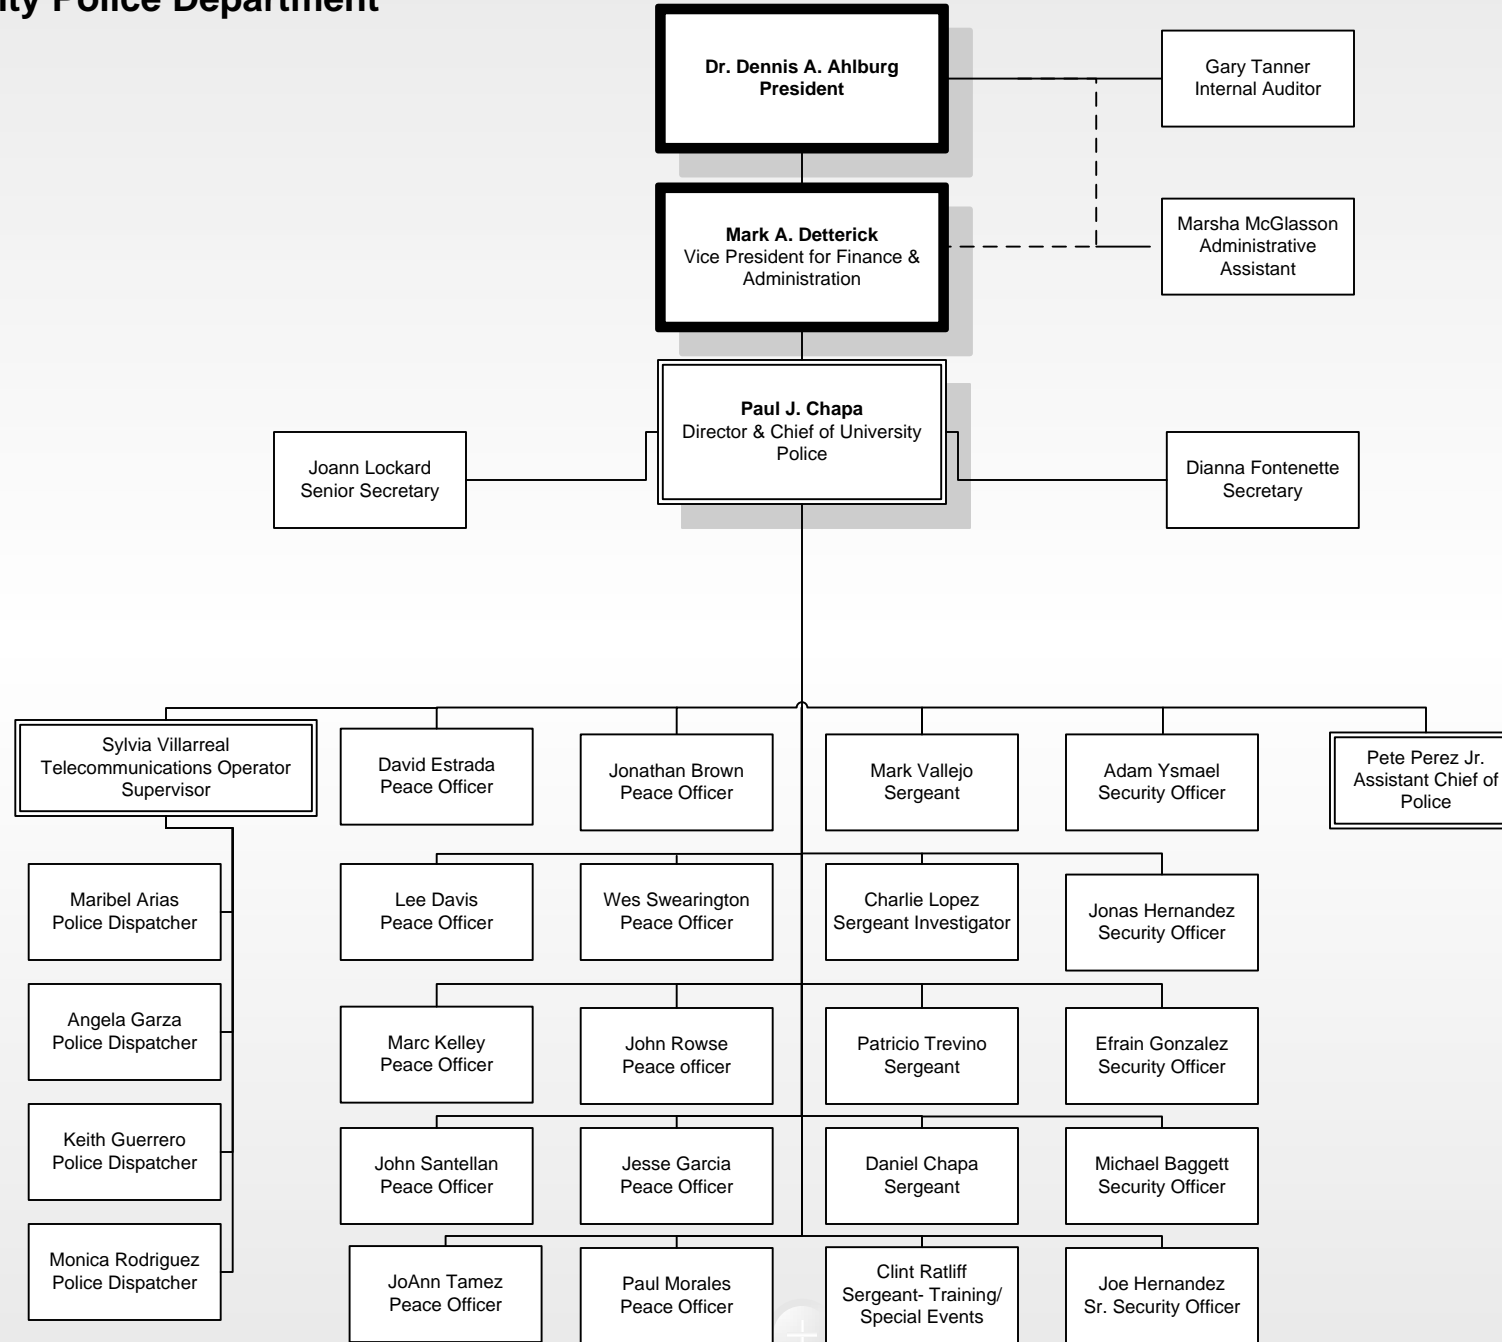 ity Police Department
Dr. Dennis A. Ahlburg
President
Gary Tanner
Internal Auditor
Mark A. Detterick
Vice President for Finance &
Administration
Marsha McGlasson
Administrative
Assistant
Paul J. Chapa
Director & Chief of University
Police
Joann Lockard
Senior Secretary
Dianna Fontenette
Secretary
Sylvia Villarreal
Telecommunications Operator
Supervisor
David Estrada
Peace Officer
Jonathan Brown
Peace Officer
Mark Vallejo
Sergeant
Adam Ysmael
Security Officer
Pete Perez Jr.
Assistant Chief of
Police
Maribel Arias
Police Dispatcher
Lee Davis
Peace Officer
Wes Swearington
Peace Officer
Charlie Lopez
Sergeant Investigator
Jonas Hernandez
Security Officer
Angela Garza
Police Dispatcher
Marc Kelley
Peace Officer
John Rowse
Peace officer
Patricio Trevino
Sergeant
Efrain Gonzalez
Security Officer
Keith Guerrero
Police Dispatcher
John Santellan
Peace Officer
Jesse Garcia
Peace Officer
Daniel Chapa
Sergeant
Michael Baggett
Security Officer
Monica Rodriguez
Police Dispatcher
JoAnn Tamez
Peace Officer
Paul Morales
Peace Officer
Clint Ratliff
Sergeant- Training/
Special Events
Joe Hernandez
Sr. Security Officer